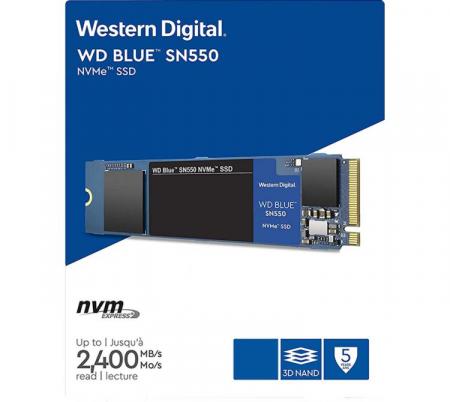 Western Digital.
WD BLUE™ SN550
NVMe™ SSD
WD Blue™ SN550 NVMe™ SSD
Western Digital.
WD BLUE™
SN550
NVMe™ SSD
nvm
EXPRESS
Up to | Jusqu'à
2,400 MB/s
Mo/s
read | lecture
3D NAND
5